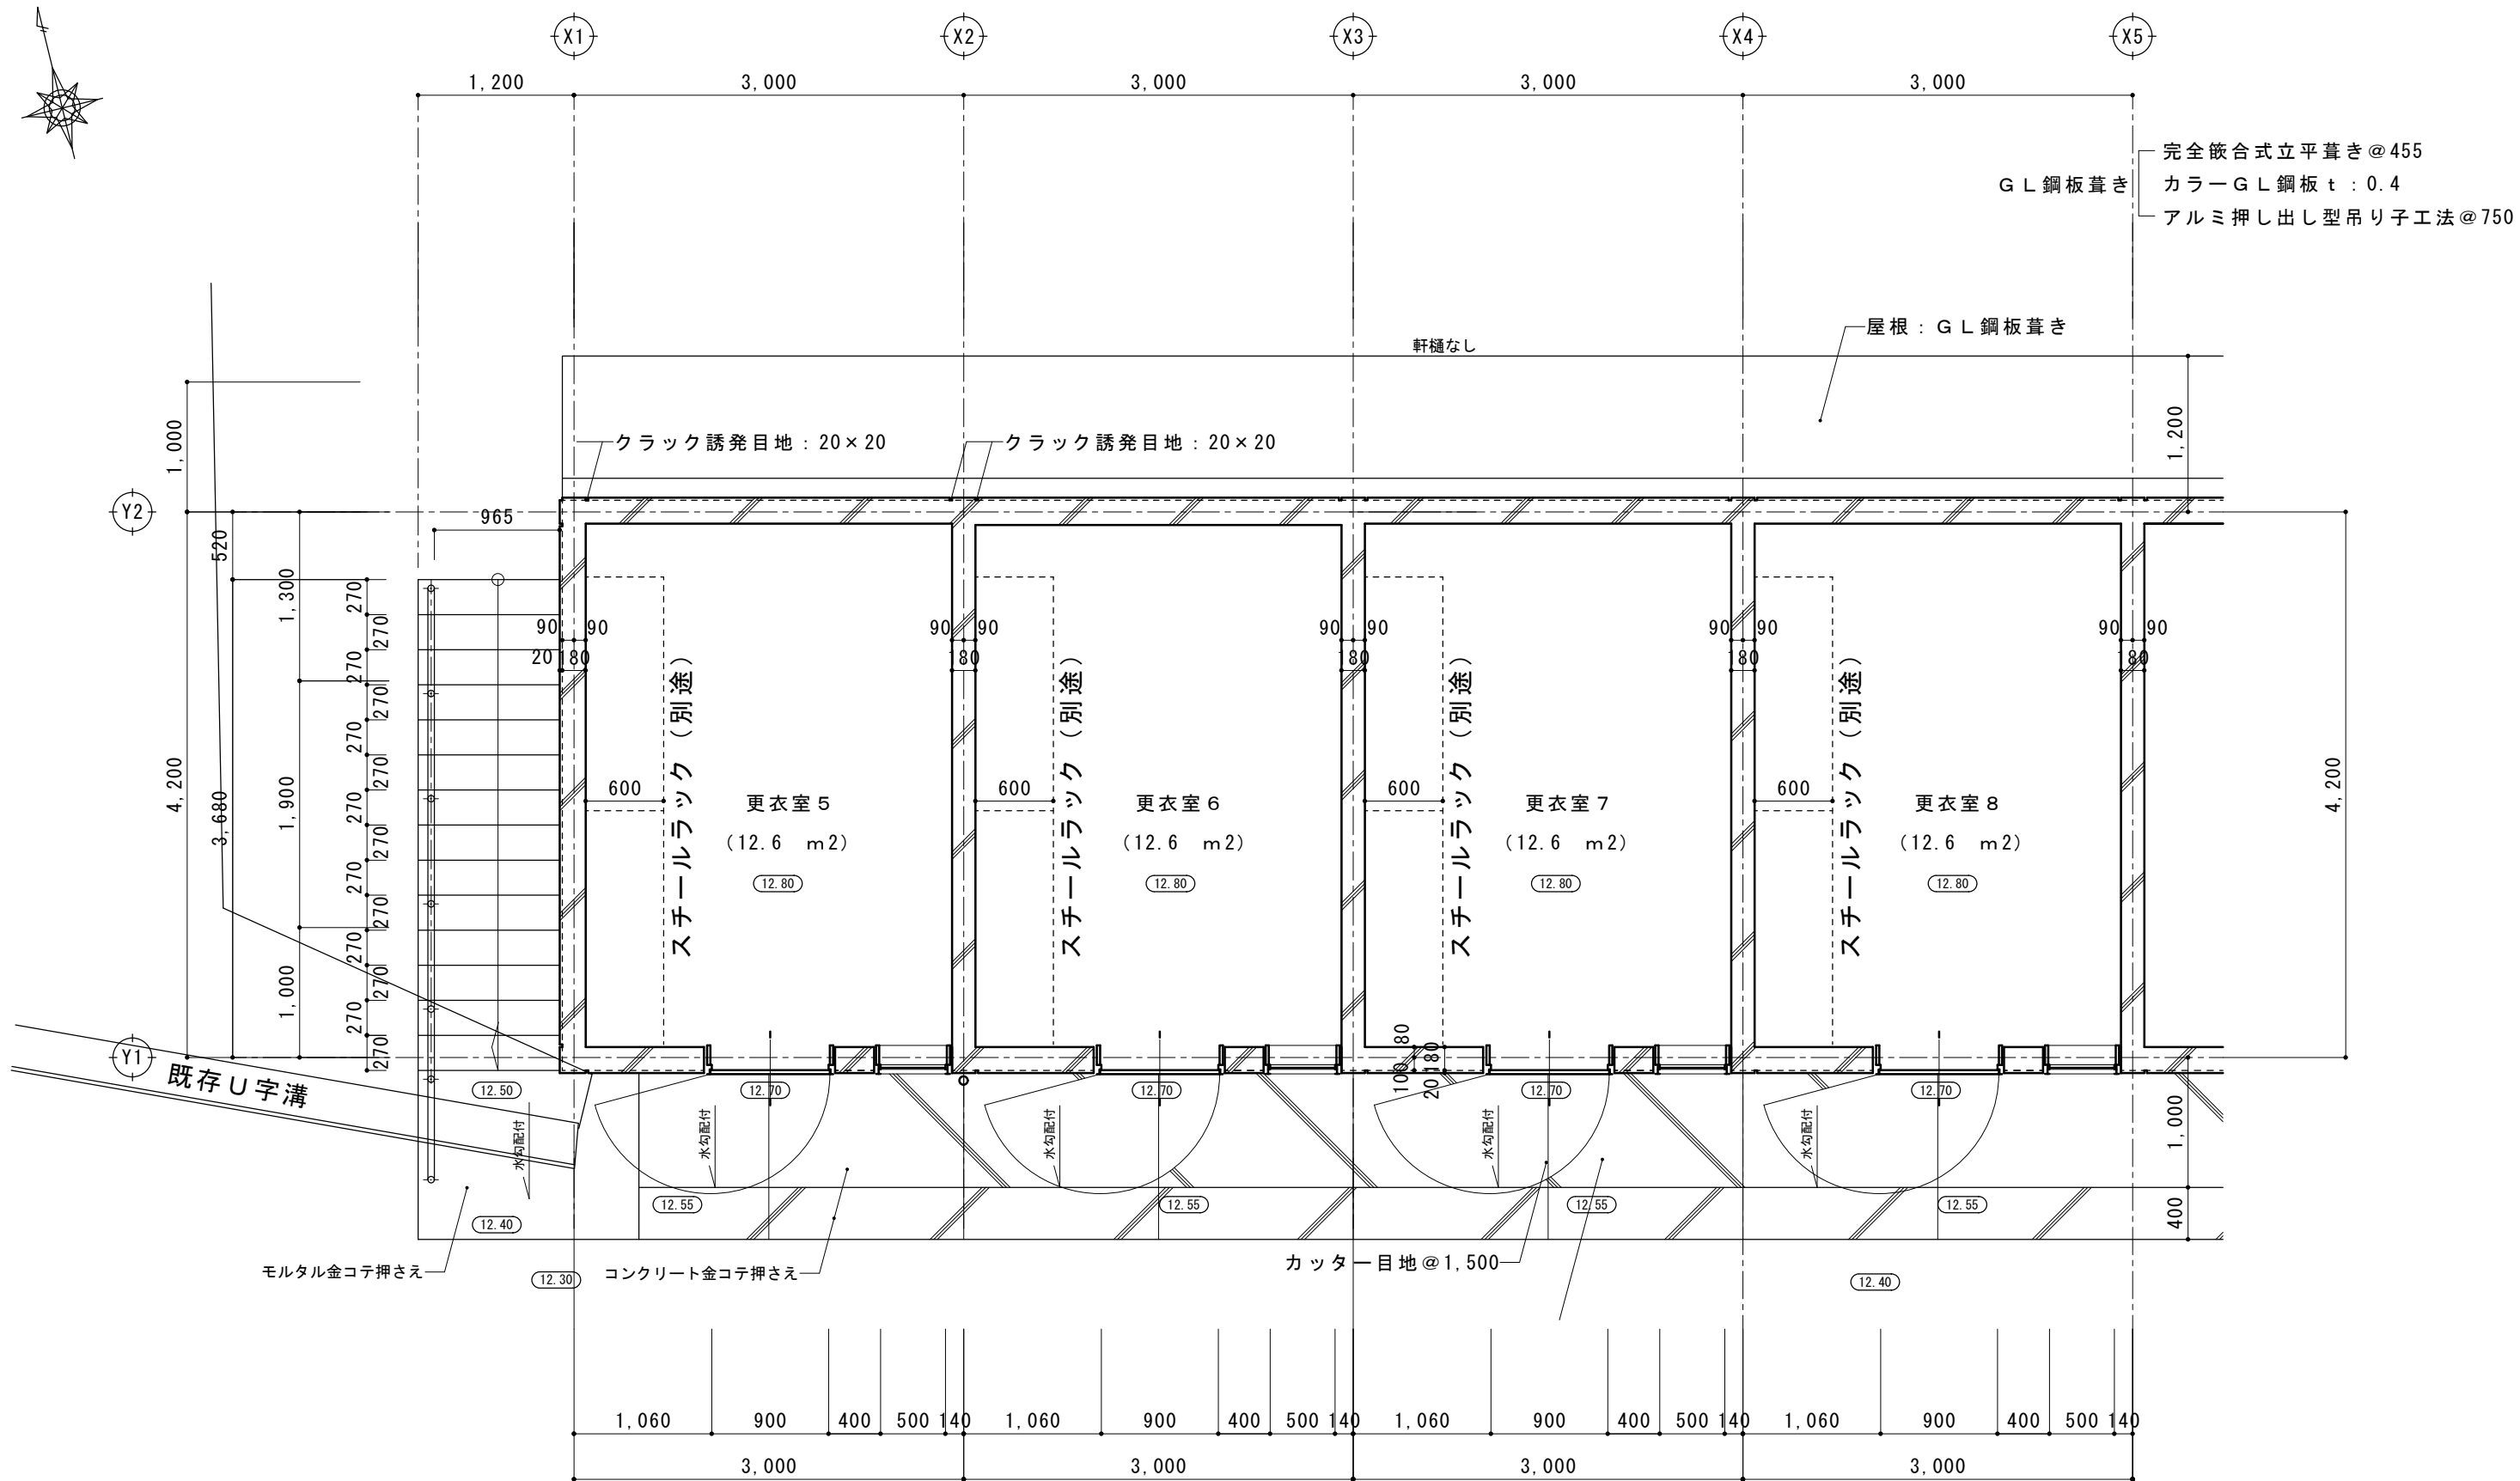 X1 X2 X3 X4 X5
1,200 3,000 3,000 3,000 3,000
完全篏合式立平葺き@455
GL鋼板葺き カラーGL鋼板 t : 0.4
アルミ押し出し型吊り子工法@750
屋根：GL鋼板葺き
軒樋なし
1,000
1,200
クラック誘発目地：20×20 クラック誘発目地：20×20
Y2
965
520
1,300
4,200
3,680
1,900
1,000
4,200
270
270
270
270
270
270
270
270
270
270
270
270
270
270
90 90 90 90 90 90 90 90 90 90
20 180 180 180 180 180
スチールラック（別途） スチールラック（別途） スチールラック（別途） スチールラック（別途）
600 600 600 600
更衣室5 更衣室6 更衣室7 更衣室8
(12.6 m2) (12.6 m2) (12.6 m2) (12.6 m2)
12.80 12.80 12.80 12.80
80
100
180
20
Y1
既存U字溝
12.50 12.70 12.70 12.70 12.70
水勾配付 水勾配付 水勾配付 水勾配付 水勾配付
1,000
12.40 12.55 12.55 12.55 12.55
400
モルタル金コテ押さえ
12.30
コンクリート金コテ押さえ
カッター目地@1,500
12.40
1,060 900 400 500 140 1,060 900 400 500 140 1,060 900 400 500 140 1,060 900 400 500 140
3,000 3,000 3,000 3,000